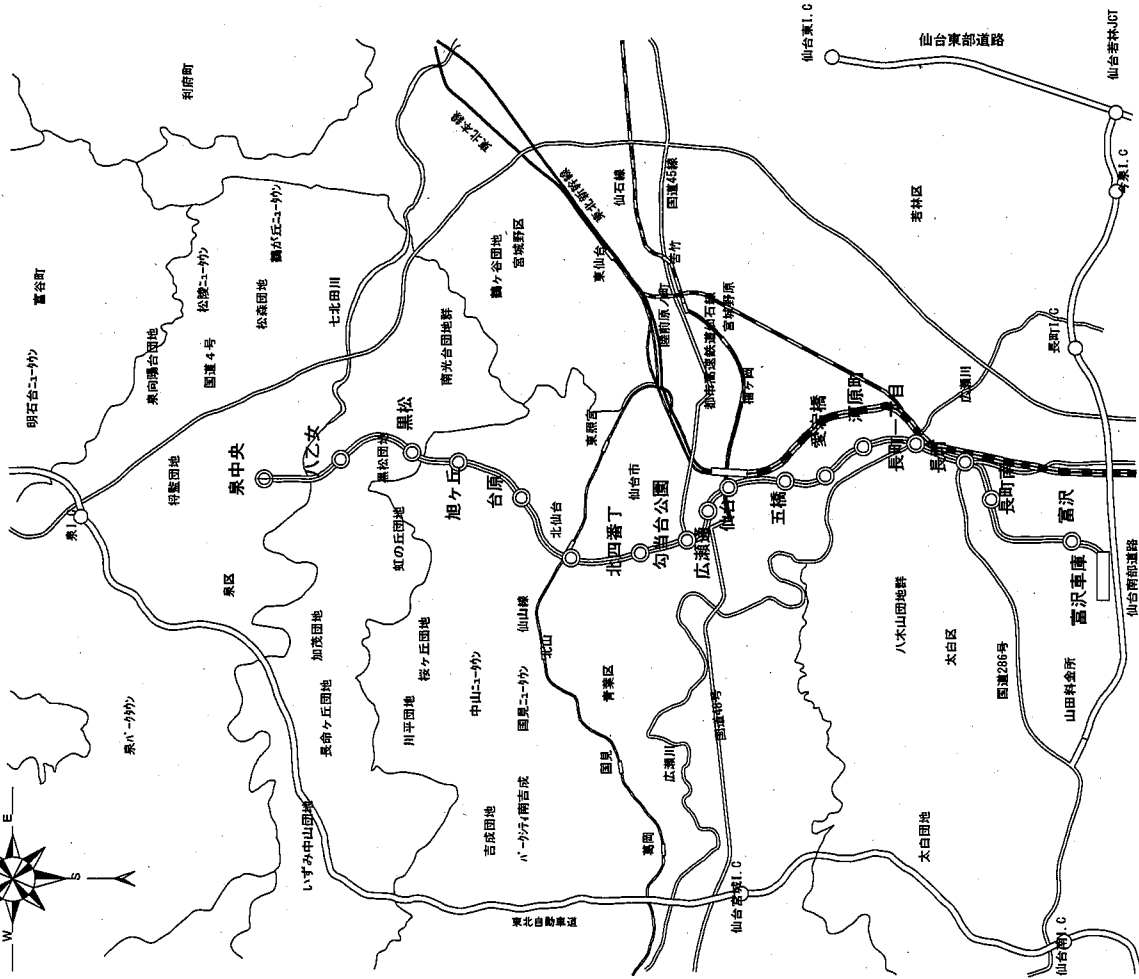 仙台東I.C
仙台東部道路
仙台若林JCT
利府町
富谷町
明石台ニュータウン
泉向陽台団地
国道4号
松陵ニュータウン
松森団地
鶴が丘ニュータウン
七北田川
東北本線
東北新幹線
仙石線
国道45線
若林区
今泉I.C
宮城野区
鶴ヶ谷団地
南光台団地群
東仙台
苦竹
陸前原ノ町
都市高速鉄道仙石線
宮城野原
榴ヶ岡
長町I.C
広瀬川
将監団地
泉I.C
泉中央
八乙女
黒松
黒松団地
旭ヶ丘
台原
東照宮
仙台市
北仙台
北四番丁
勾当台公園
広瀬通
仙台
五橋
愛宕橋
河原町
長町一丁目
長町
長町南
富沢
富沢車庫
仙台南部道路
泉区
虹の丘団地
加茂団地
長命ヶ丘団地
川平団地
桜ヶ丘団地
中山ニュータウン
国見ニュータウン
仙山線
北山
青葉区
国見
広瀬川
国道48号
八木山団地群
太白区
国道286号
山田料金所
泉パークタウン
いずみ中山団地
吉成団地
パークシティ南吉成
葛岡
東北自動車道
仙台宮城I.C
太白団地
仙台南I.C
W
E
S